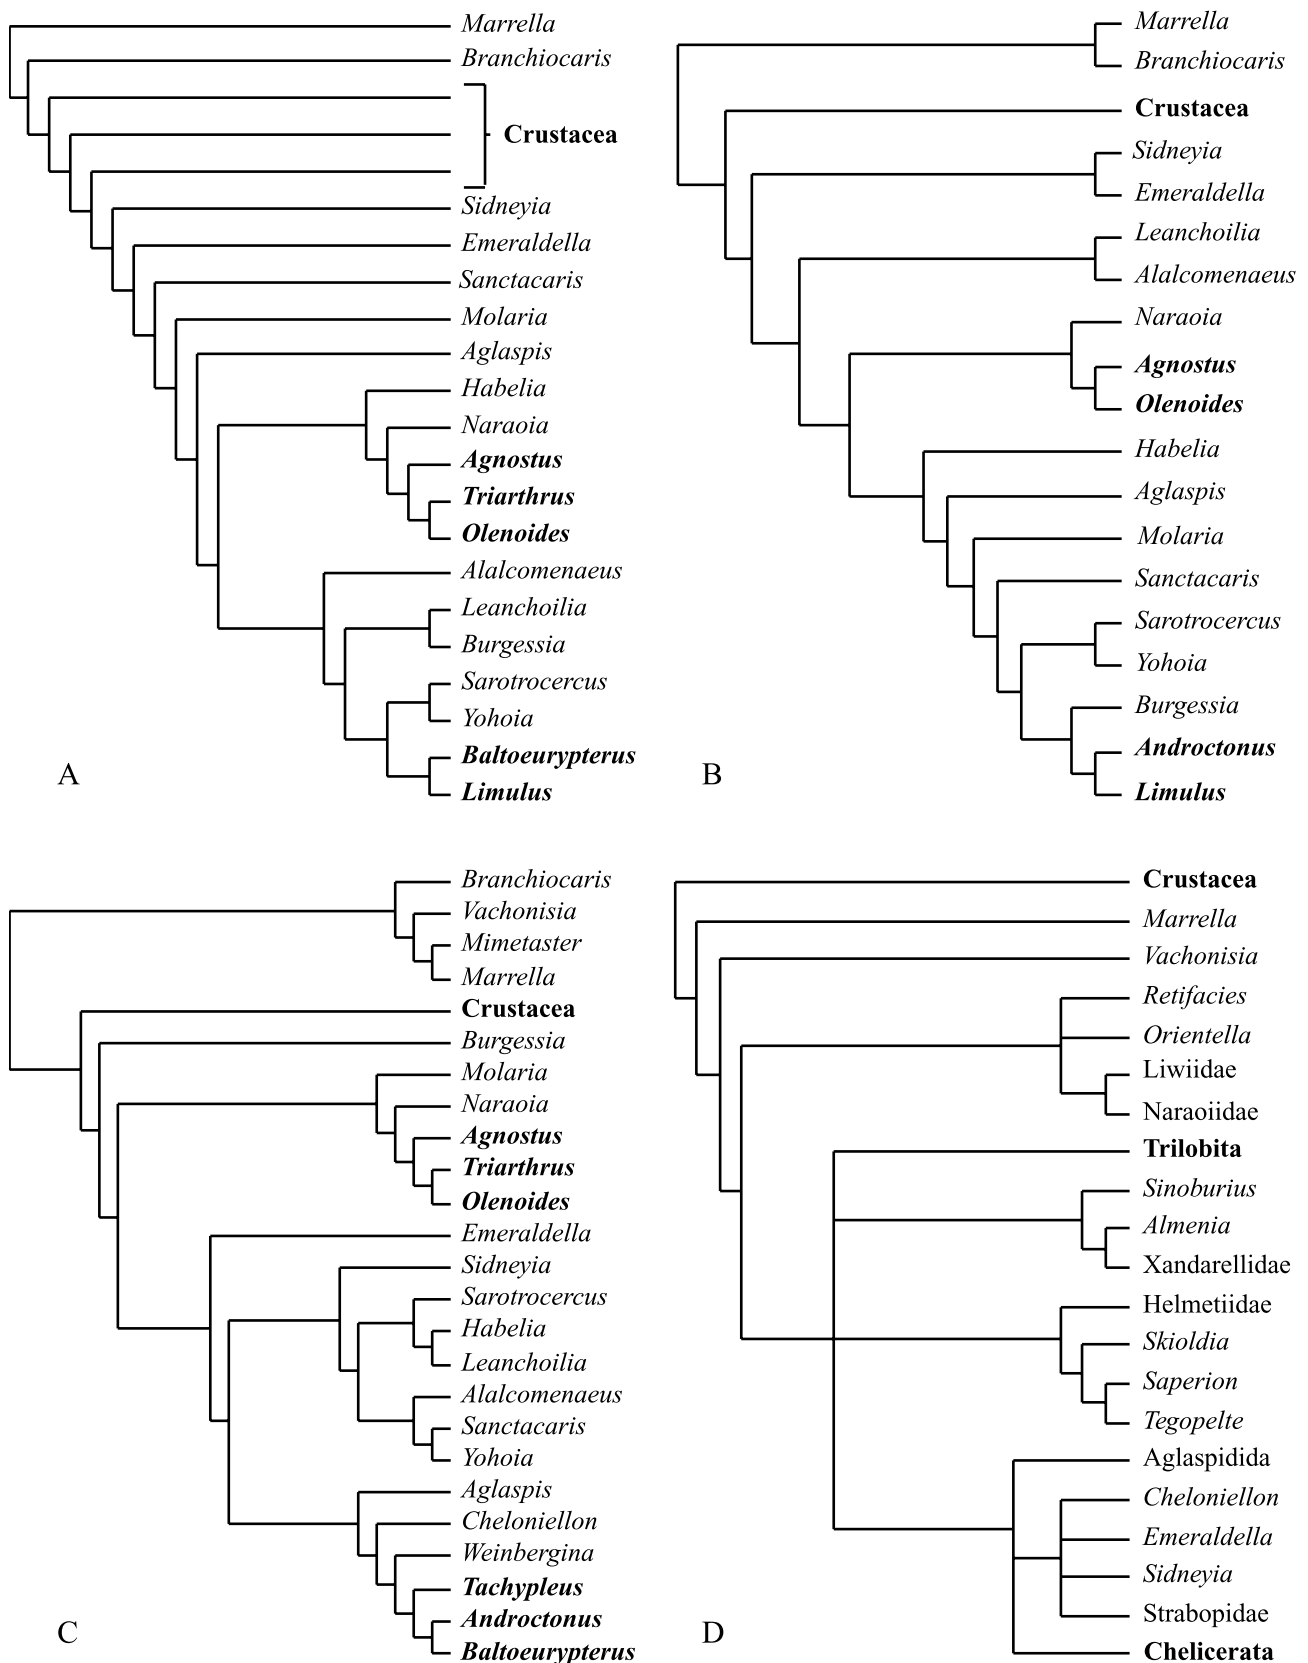 Marrella
Branchiocaris
Crustacea
Sidneyia
Emeraldella
Sanctacaris
Molaria
Aglaspis
Habelia
Naraoia
Agnostus
Triarthrus
Olenoides
Alalcomenaeus
Leanchoilia
Burgessia
Sarotrocercus
Yohoia
Baltoeurypterus
Limulus
A
Marrella
Branchiocaris
Crustacea
Sidneyia
Emeraldella
Leanchoilia
Alalcomenaeus
Naraoia
Agnostus
Olenoides
Habelia
Aglaspis
Molaria
Sanctacaris
Sarotrocercus
Yohoia
Burgessia
Androctonus
Limulus
B
Branchiocaris
Vachonisia
Mimetaster
Marrella
Crustacea
Burgessia
Molaria
Naraoia
Agnostus
Triarthrus
Olenoides
Emeraldella
Sidneyia
Sarotrocercus
Habelia
Leanchoilia
Alalcomenaeus
Sanctacaris
Yohoia
Aglaspis
Cheloniellon
Weinbergina
Tachypleus
Androctonus
Baltoeurypterus
C
Crustacea
Marrella
Vachonisia
Retifacies
Orientella
Liwiidae
Naraoiidae
Trilobita
Sinoburius
Almenia
Xandarellidae
Helmetiidae
Skioldia
Saperion
Tegopelte
Aglaspidida
Cheloniellon
Emeraldella
Sidneyia
Strabopidae
Chelicerata
D